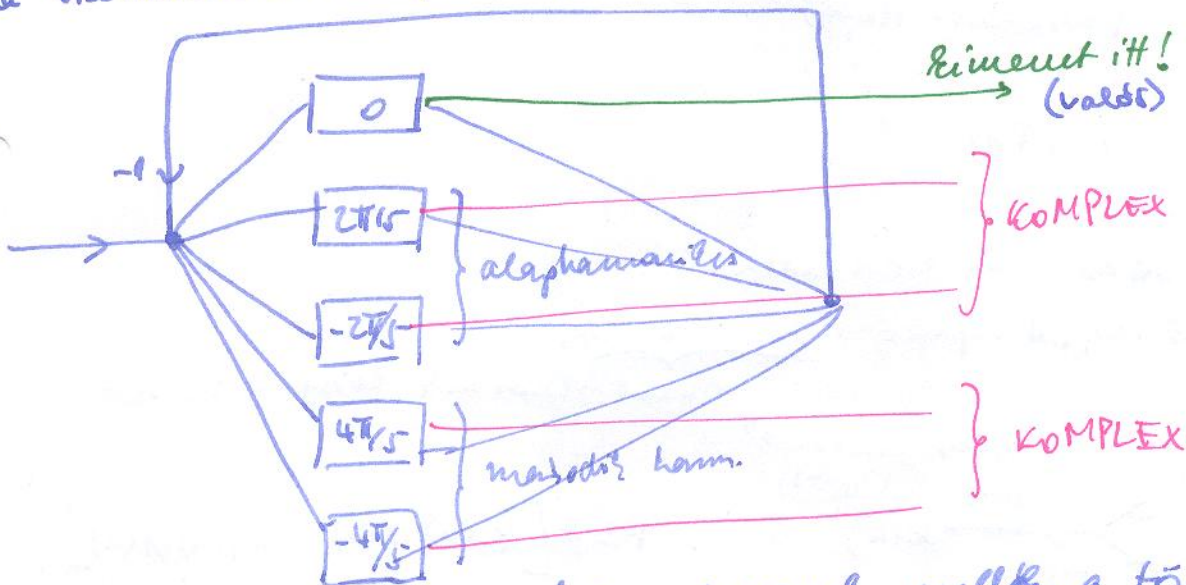 Kimenet itt!
(valós)
0
-1
2π/5
alapharmonikus
KOMPLEX
-2π/5
4π/5
második harm.
KOMPLEX
-4π/5
a